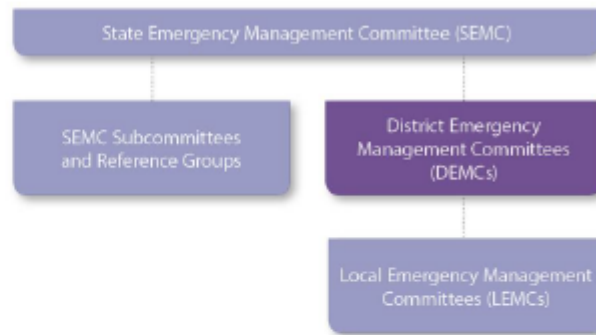 State Emergency Management Committee (SEMC)
SEMC Subcommittees
and Reference Groups
District Emergency
Management Committees
(DEMCs)
Local Emergency Management
Committees (LEMCs)